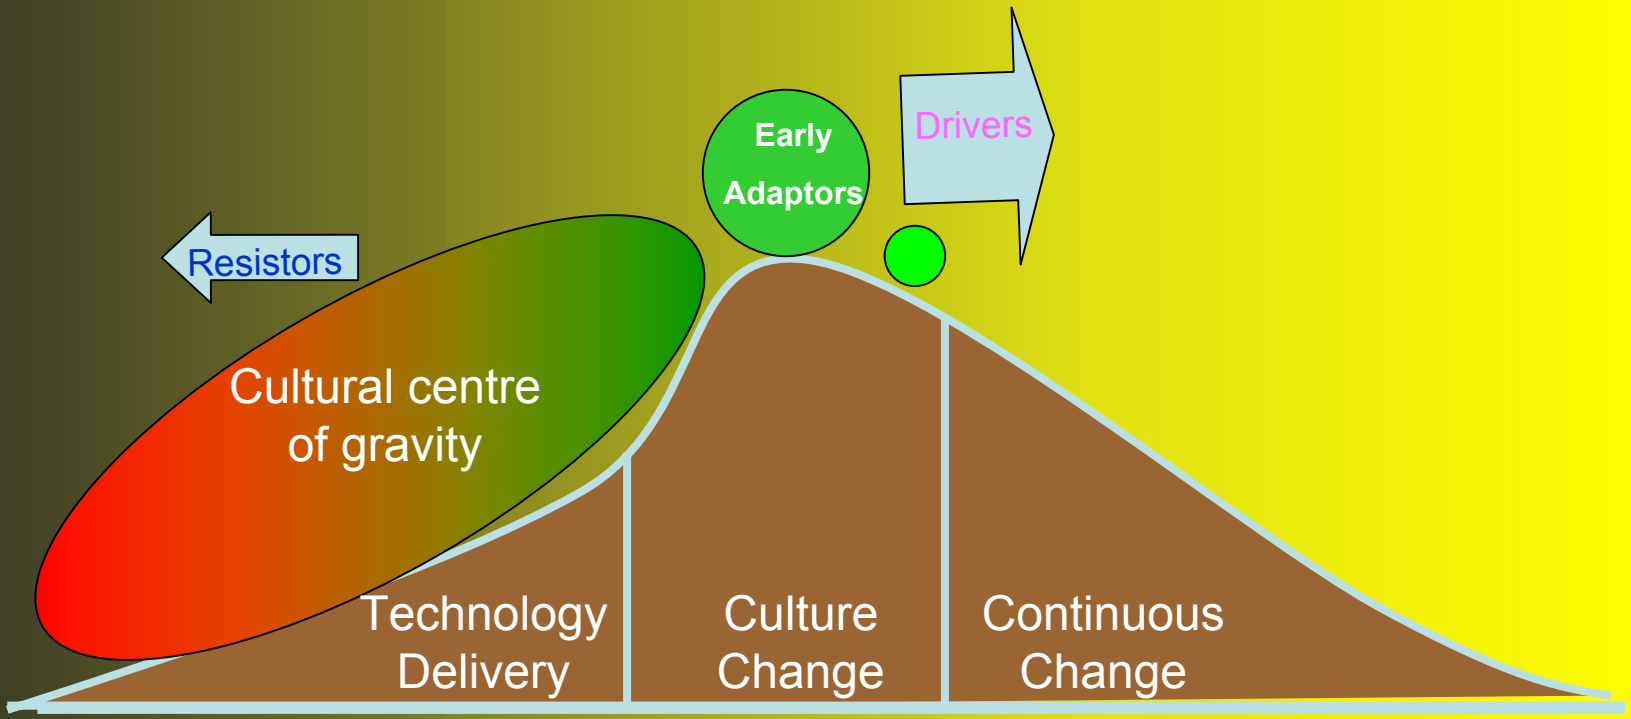 Early
Adaptors
Drivers
Resistors
Cultural centre
of gravity
Technology
Delivery
Culture
Change
Continuous
Change